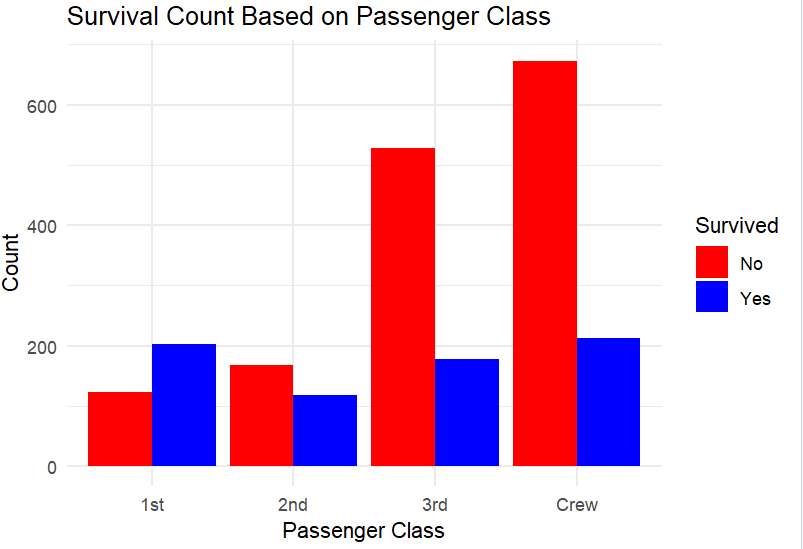 Survival Count Based on Passenger Class
Count
600
400
200
0
1st 2nd 3rd Crew
Passenger Class
Survived
No
Yes